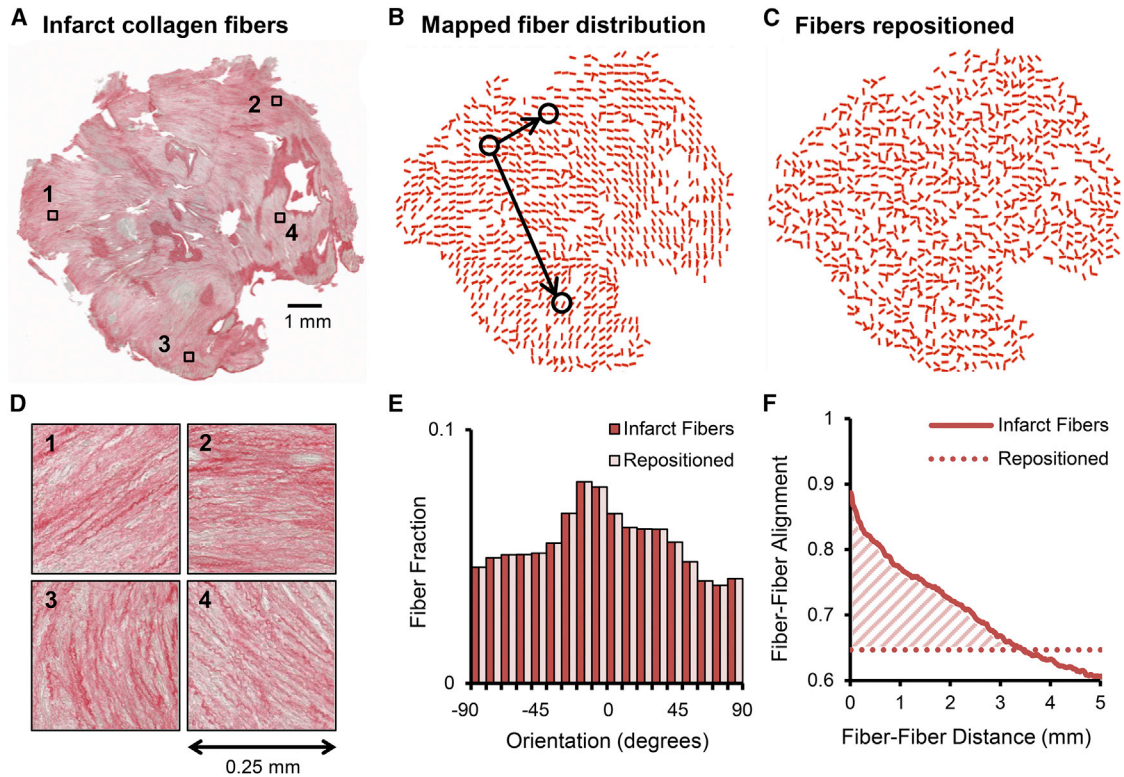 A Infarct collagen fibers
B Mapped fiber distribution
C Fibers repositioned
1
2
3
4
1 mm
D
1
2
3
4
0.25 mm
E
Infarct Fibers
Repositioned
Fiber Fraction
0.1
0
-90 -45 0 45 90
Orientation (degrees)
F
Infarct Fibers
Repositioned
Fiber-Fiber Alignment
1
0.9
0.8
0.7
0.6
0 1 2 3 4 5
Fiber-Fiber Distance (mm)